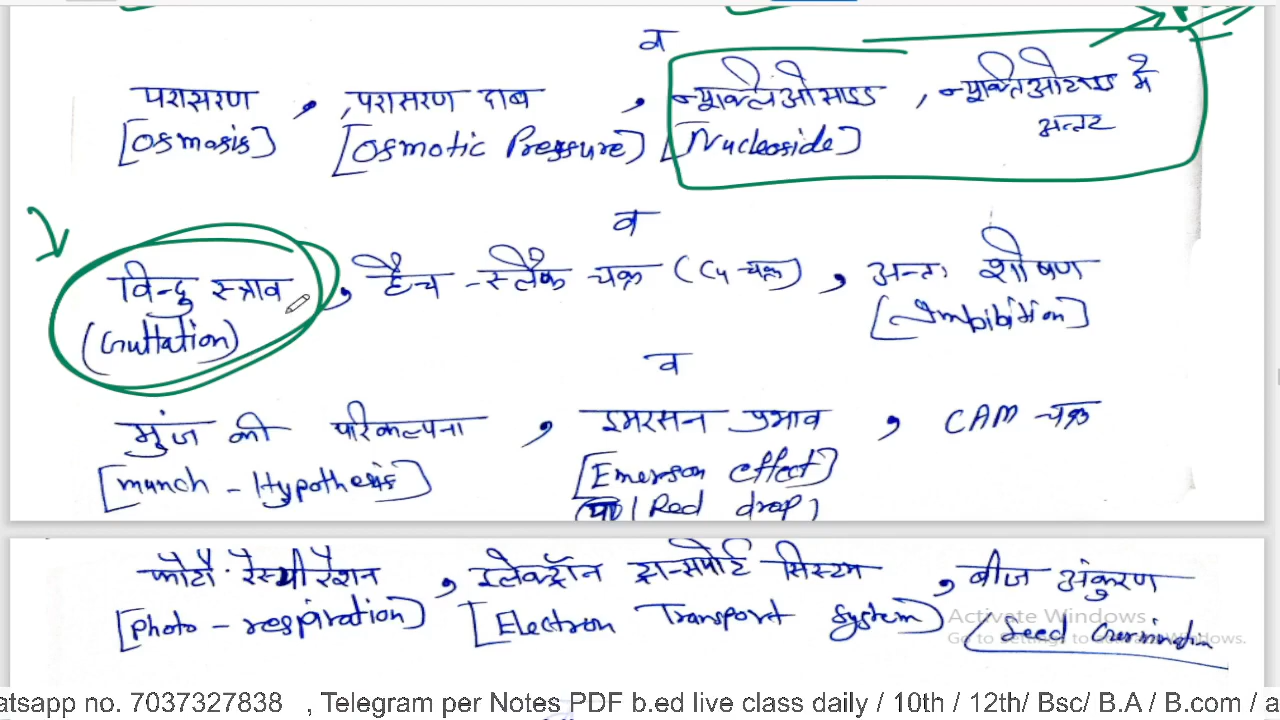 व
परासरण , परासरण दाब , न्यूक्लिओसाइड , न्यूक्लिओटाइड मे
अन्तर
[Osmosis] [Osmotic Pressure] [Nucleoside]
व
विन्दु स्त्राव , हैच - स्लैक चक्र (C4 चक्र) , अन्तः शोषण
(Guttation) [Imbibition]
व
मुंज की परिकल्पना , इमरसन प्रभाव , CAM चक्र
[munch - Hypothesis] [Emerson effect]
(या) [Red drop]
फोटो रैस्पीरैशन , इलेक्ट्रॉन ट्रान्सपोर्ट सिस्टम , बीज अंकुरण
[Photo - respiration] [Electron Transport System] [Seed Germination
Activate Windows
Go to Settings to activate Windows.
atsapp no. 7037327838 , Telegram per Notes PDF b.ed live class daily / 10th / 12th/ Bsc/ B.A / B.com / a